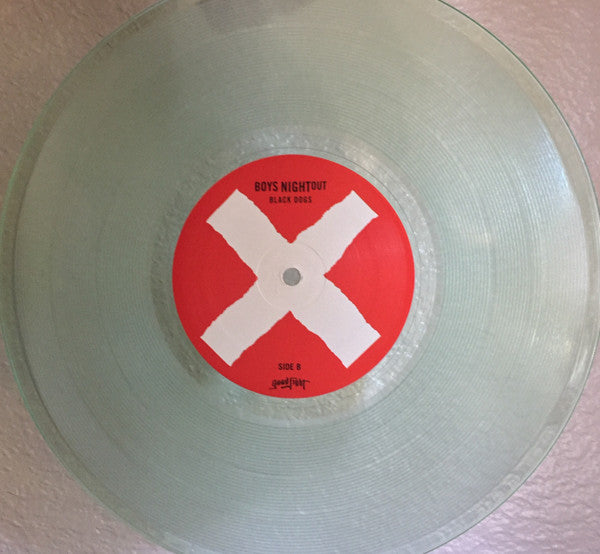 BOYS NIGHT OUT
BLACK DOGS
SIDE B
good fight